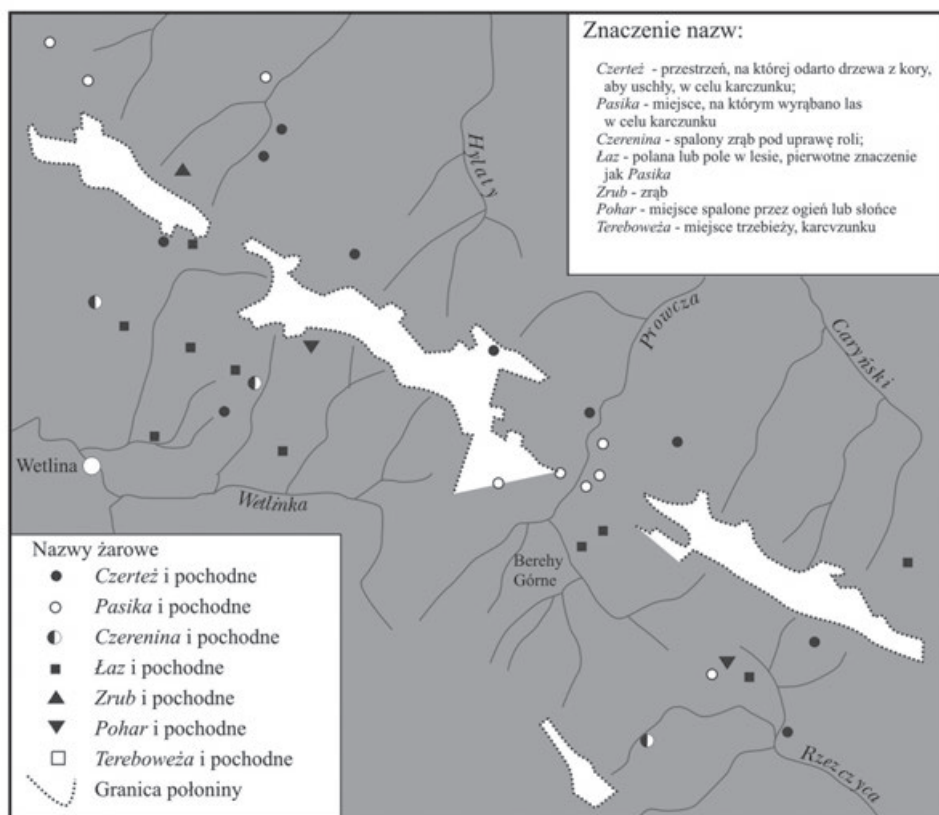 Znaczenie nazw:
Czerteż - przestrzeń, na której odarto drzewa z kory,
aby uschły, w celu karczunku;
Pasika - miejsce, na którym wyrąbano las
w celu karczunku
Czerenina - spalony zrąb pod uprawę roli;
Łaz - polana lub pole w lesie, pierwotne znaczenie
jak Pasika
Zrub - zrąb
Pohar - miejsce spalone przez ogień lub słońce
Tereboweża - miejsce trzebieży, karcvzunku
Hylaty
Prowcza
Caryński
Wetlina
Wetlinka
Berehy
Górne
Rzeczyca
Nazwy żarowe
Czerteż i pochodne
Pasika i pochodne
Czerenina i pochodne
Łaz i pochodne
Zrub i pochodne
Pohar i pochodne
Tereboweża i pochodne
Granica połoniny